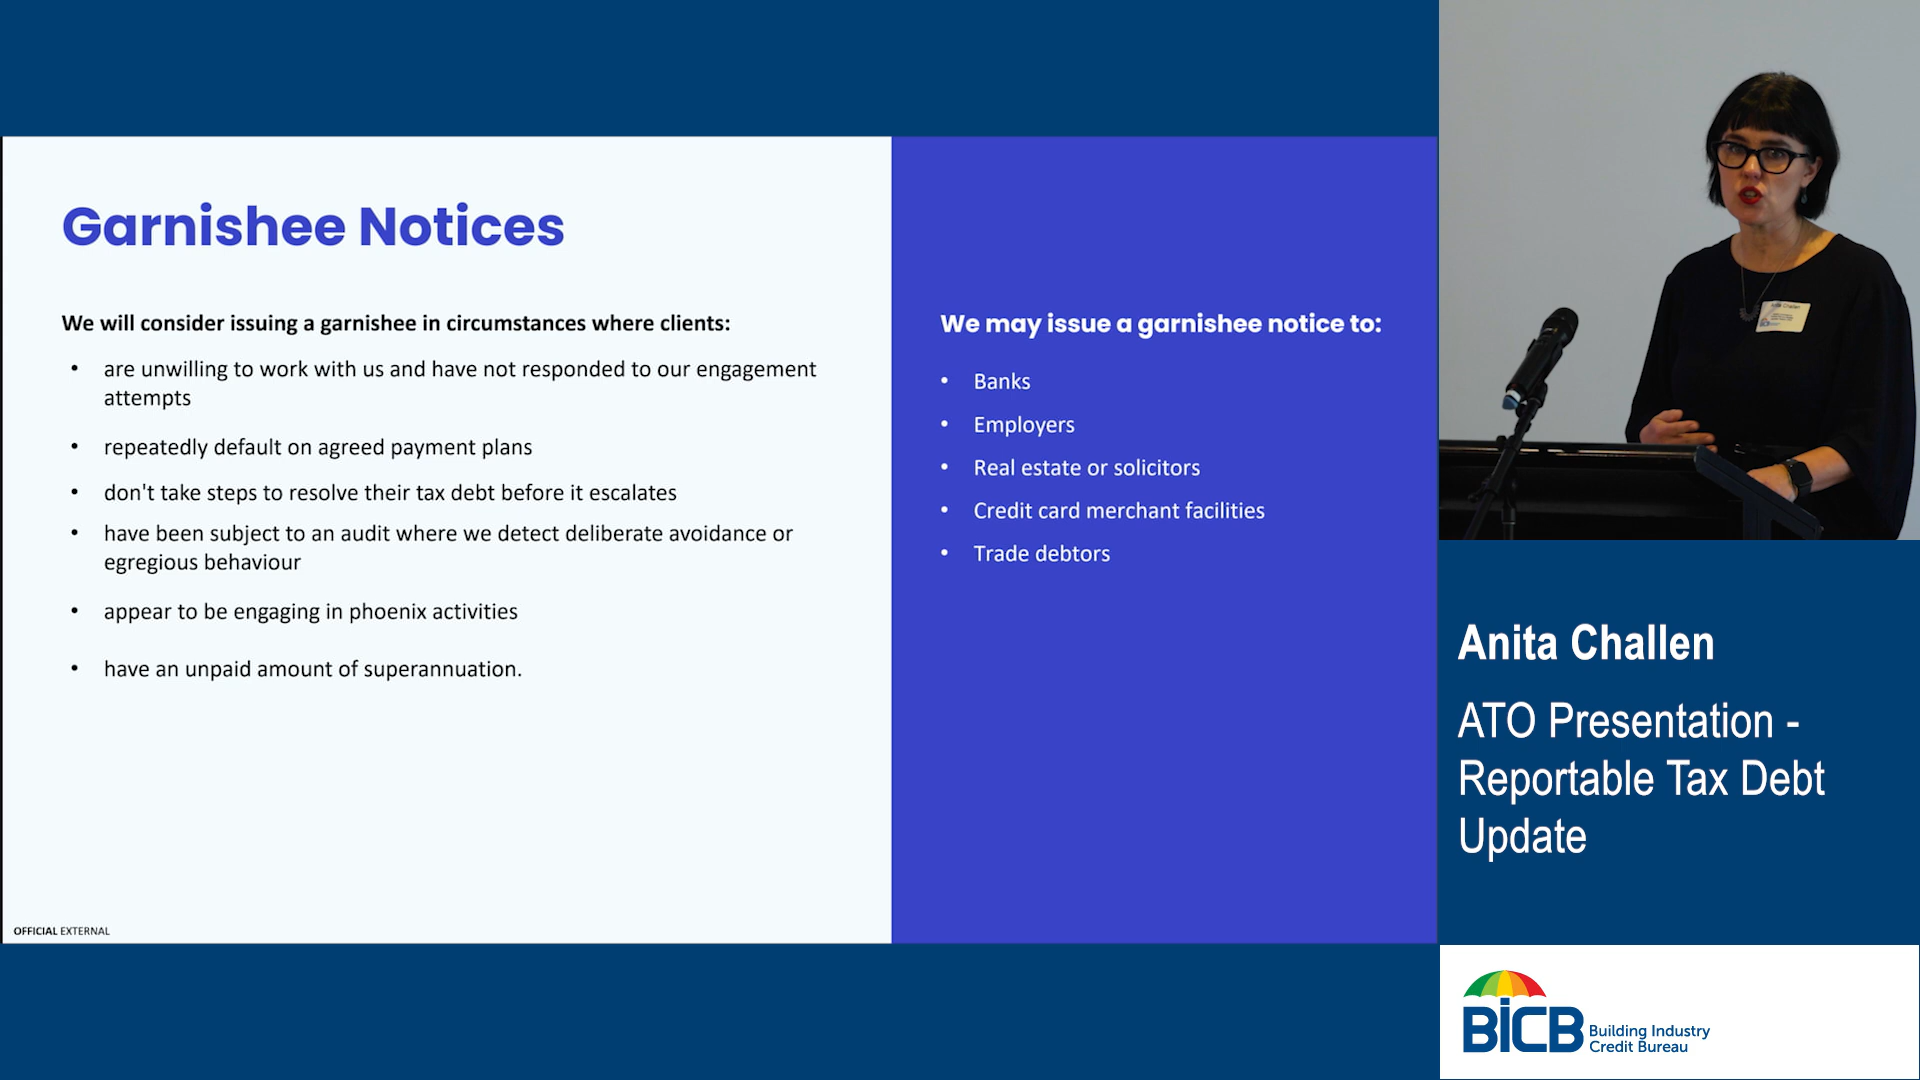 Garnishee Notices
We will consider issuing a garnishee in circumstances where clients:
• are unwilling to work with us and have not responded to our engagement
attempts
• repeatedly default on agreed payment plans
• don't take steps to resolve their tax debt before it escalates
• have been subject to an audit where we detect deliberate avoidance or
egregious behaviour
• appear to be engaging in phoenix activities
• have an unpaid amount of superannuation.
OFFICIAL EXTERNAL
We may issue a garnishee notice to:
• Banks
• Employers
• Real estate or solicitors
• Credit card merchant facilities
• Trade debtors
Anita Challen
Anita Challen
ATO Presentation -
Reportable Tax Debt
Update
BICB
Building Industry
Credit Bureau